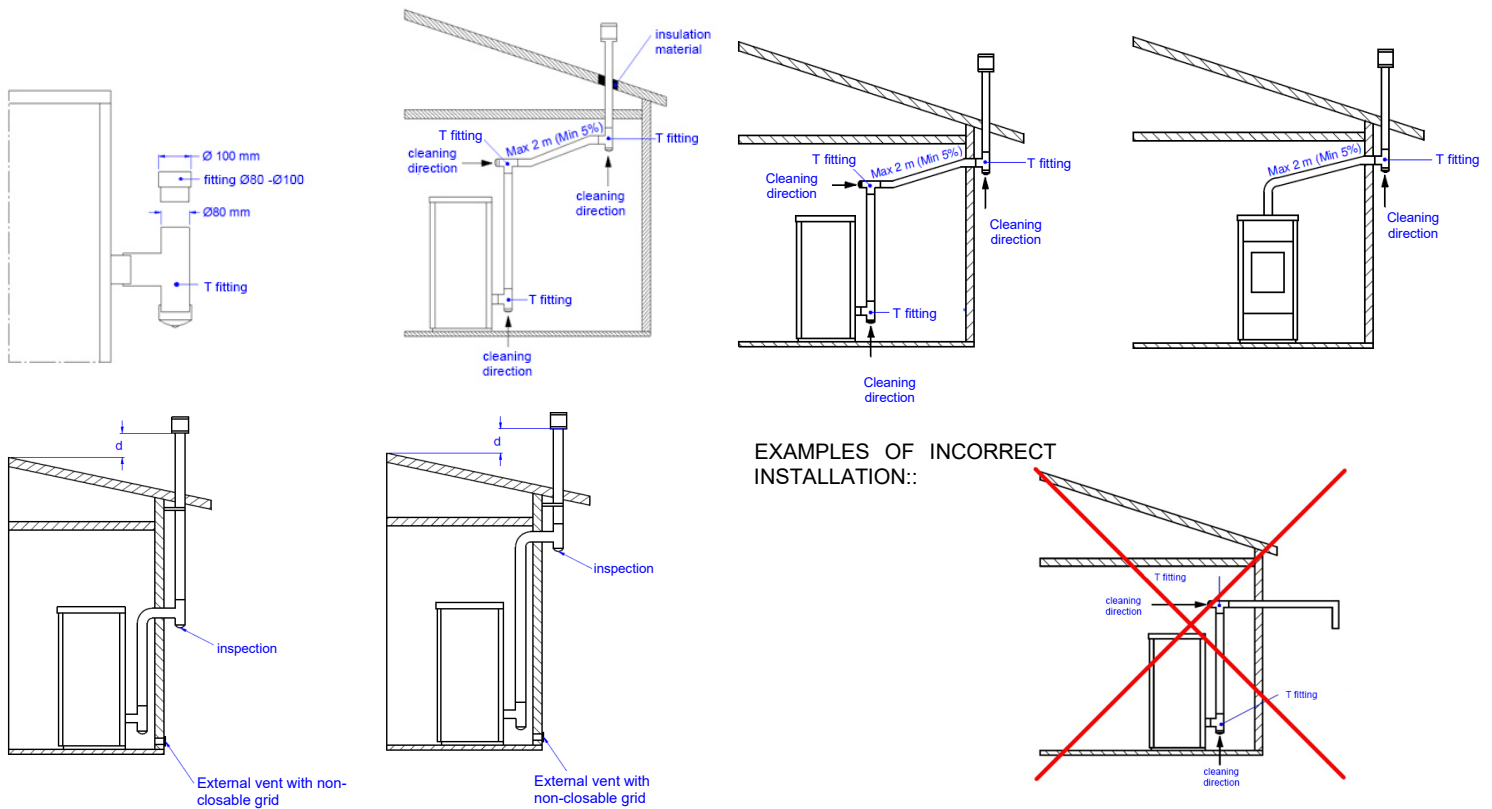 Ø 100 mm
fitting Ø80 -Ø100
Ø80 mm
T fitting
insulation
material
T fitting
Max 2 m (Min 5%)
T fitting
cleaning
direction
cleaning
direction
T fitting
cleaning
direction
T fitting
Max 2 m (Min 5%)
T fitting
Cleaning
direction
Cleaning
direction
T fitting
Cleaning
direction
Max 2 m (Min 5%)
T fitting
Cleaning
direction
d
inspection
External vent with non-
closable grid
d
inspection
External vent with
non-closable grid
EXAMPLES OF INCORRECT
INSTALLATION::
T fitting
cleaning
direction
T fitting
cleaning
direction